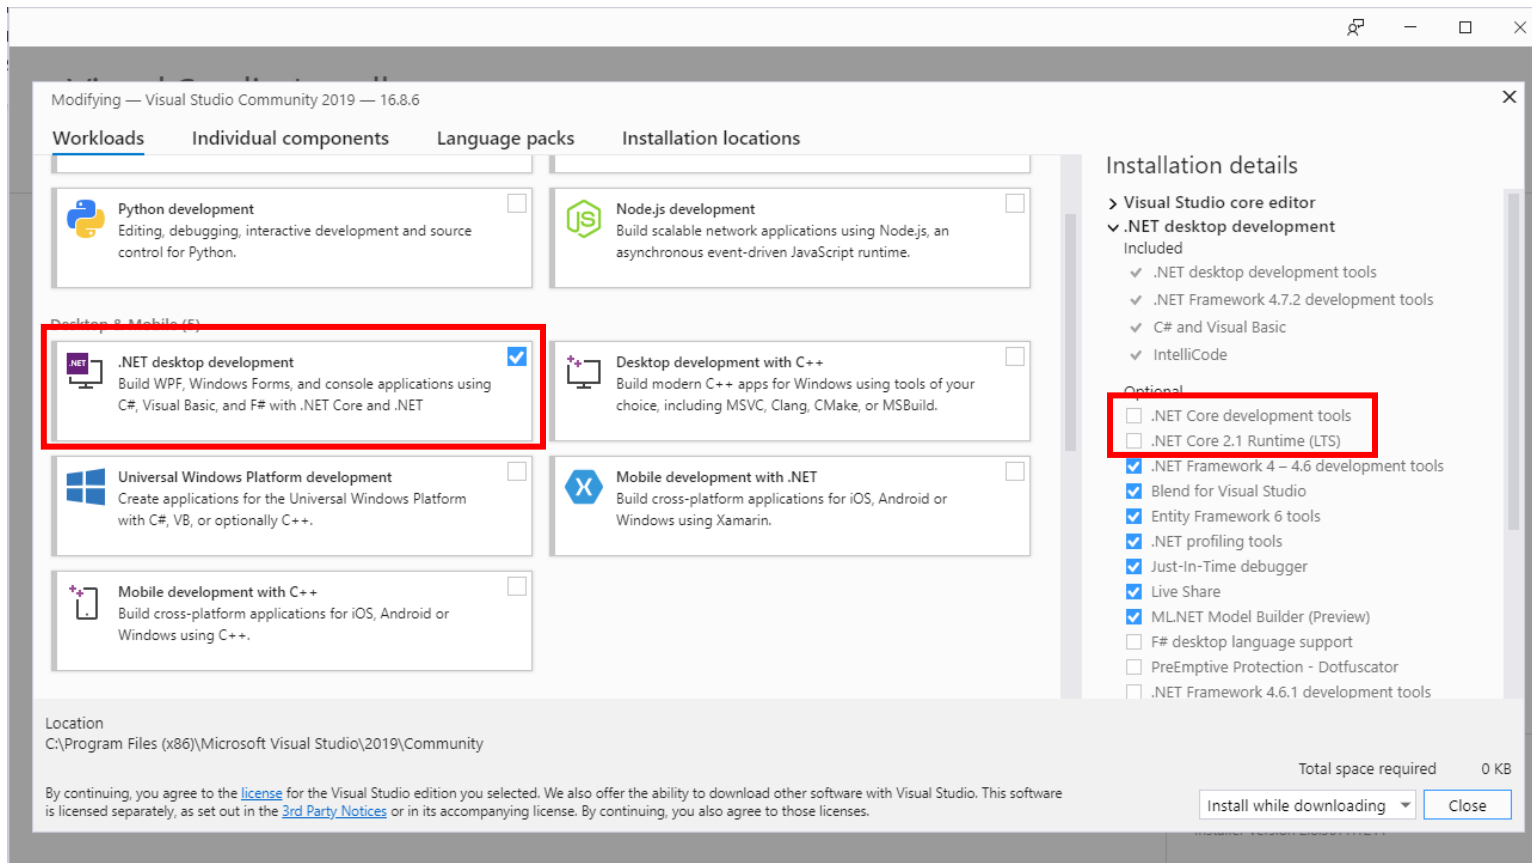 Modifying — Visual Studio Community 2019 — 16.8.6
Workloads
Individual components
Language packs
Installation locations
Python development
Editing, debugging, interactive development and source
control for Python.
Node.js development
Build scalable network applications using Node.js, an
asynchronous event-driven JavaScript runtime.
Desktop & Mobile (5)
.NET
.NET desktop development
Build WPF, Windows Forms, and console applications using
C#, Visual Basic, and F# with .NET Core and .NET
Desktop development with C++
Build modern C++ apps for Windows using tools of your
choice, including MSVC, Clang, CMake, or MSBuild.
Universal Windows Platform development
Create applications for the Universal Windows Platform
with C#, VB, or optionally C++.
Mobile development with .NET
Build cross-platform applications for iOS, Android or
Windows using Xamarin.
Mobile development with C++
Build cross-platform applications for iOS, Android or
Windows using C++.
Installation details
Visual Studio core editor
.NET desktop development
Included
.NET desktop development tools
.NET Framework 4.7.2 development tools
C# and Visual Basic
IntelliCode
Optional
.NET Core development tools
.NET Core 2.1 Runtime (LTS)
.NET Framework 4 – 4.6 development tools
Blend for Visual Studio
Entity Framework 6 tools
.NET profiling tools
Just-In-Time debugger
Live Share
ML.NET Model Builder (Preview)
F# desktop language support
PreEmptive Protection - Dotfuscator
.NET Framework 4.6.1 development tools
Location
C:\Program Files (x86)\Microsoft Visual Studio\2019\Community
Total space required 0 KB
By continuing, you agree to the license for the Visual Studio edition you selected. We also offer the ability to download other software with Visual Studio. This software
is licensed separately, as set out in the 3rd Party Notices or in its accompanying license. By continuing, you also agree to those licenses.
Install while downloading
Close